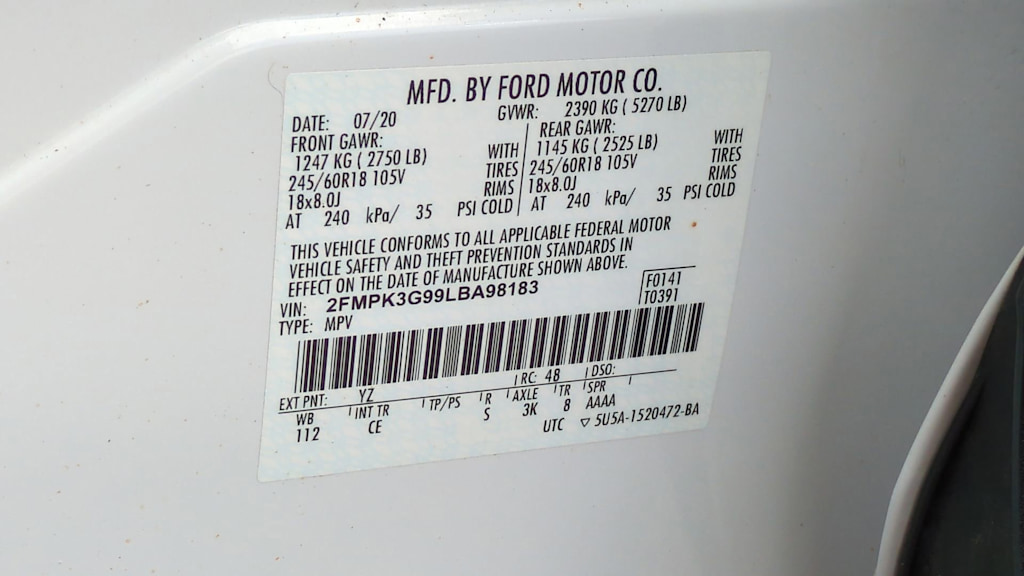 MFD. BY FORD MOTOR CO.
DATE: 07/20 GVWR: 2390 KG ( 5270 LB)
FRONT GAWR: REAR GAWR:
1247 KG ( 2750 LB) WITH 1145 KG ( 2525 LB) WITH
245/60R18 105V TIRES 245/60R18 105V TIRES
18x8.0J RIMS 18x8.0J RIMS
AT 240 kPa/ 35 PSI COLD AT 240 kPa/ 35 PSI COLD
THIS VEHICLE CONFORMS TO ALL APPLICABLE FEDERAL MOTOR
VEHICLE SAFETY AND THEFT PREVENTION STANDARDS IN
EFFECT ON THE DATE OF MANUFACTURE SHOWN ABOVE.
VIN: 2FMPK3G99LBA98183 F0141
TYPE: MPV T0391
EXT PNT: YZ RC: 48 DSO:
WB INT TR TP/PS R AXLE TR SPR
112 CE S 3K 8 AAAA
UTC ▽ 5U5A-1520472-BA